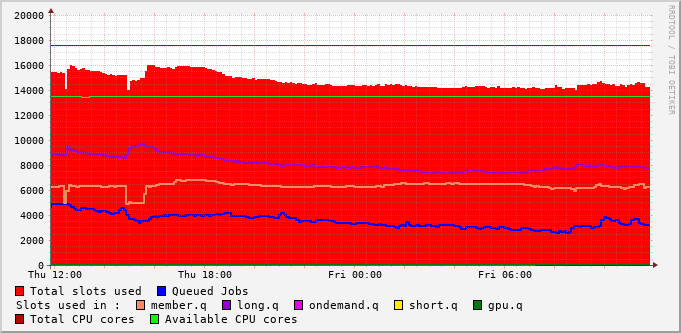 RRDTOOL / TOBI OETIKER
20000
18000
16000
14000
12000
10000
8000
6000
4000
2000
0
Thu 12:00 Thu 18:00 Fri 00:00 Fri 06:00
Total slots used Queued Jobs
Slots used in : member.q long.q ondemand.q short.q gpu.q
Total CPU cores Available CPU cores